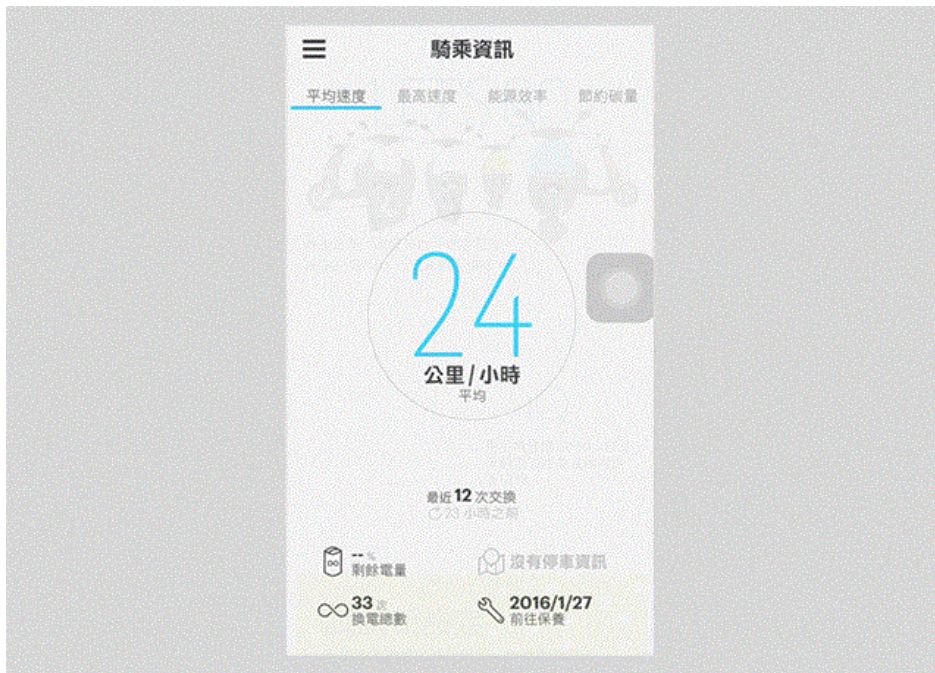 騎乘資訊
平均速度 最高速度 能源效率 節約碳量
24
公里/小時
平均
最近12次交換
23 小時之前
--%
剩餘電量
沒有停車資訊
33 次
換電總數
2016/1/27
前往保養